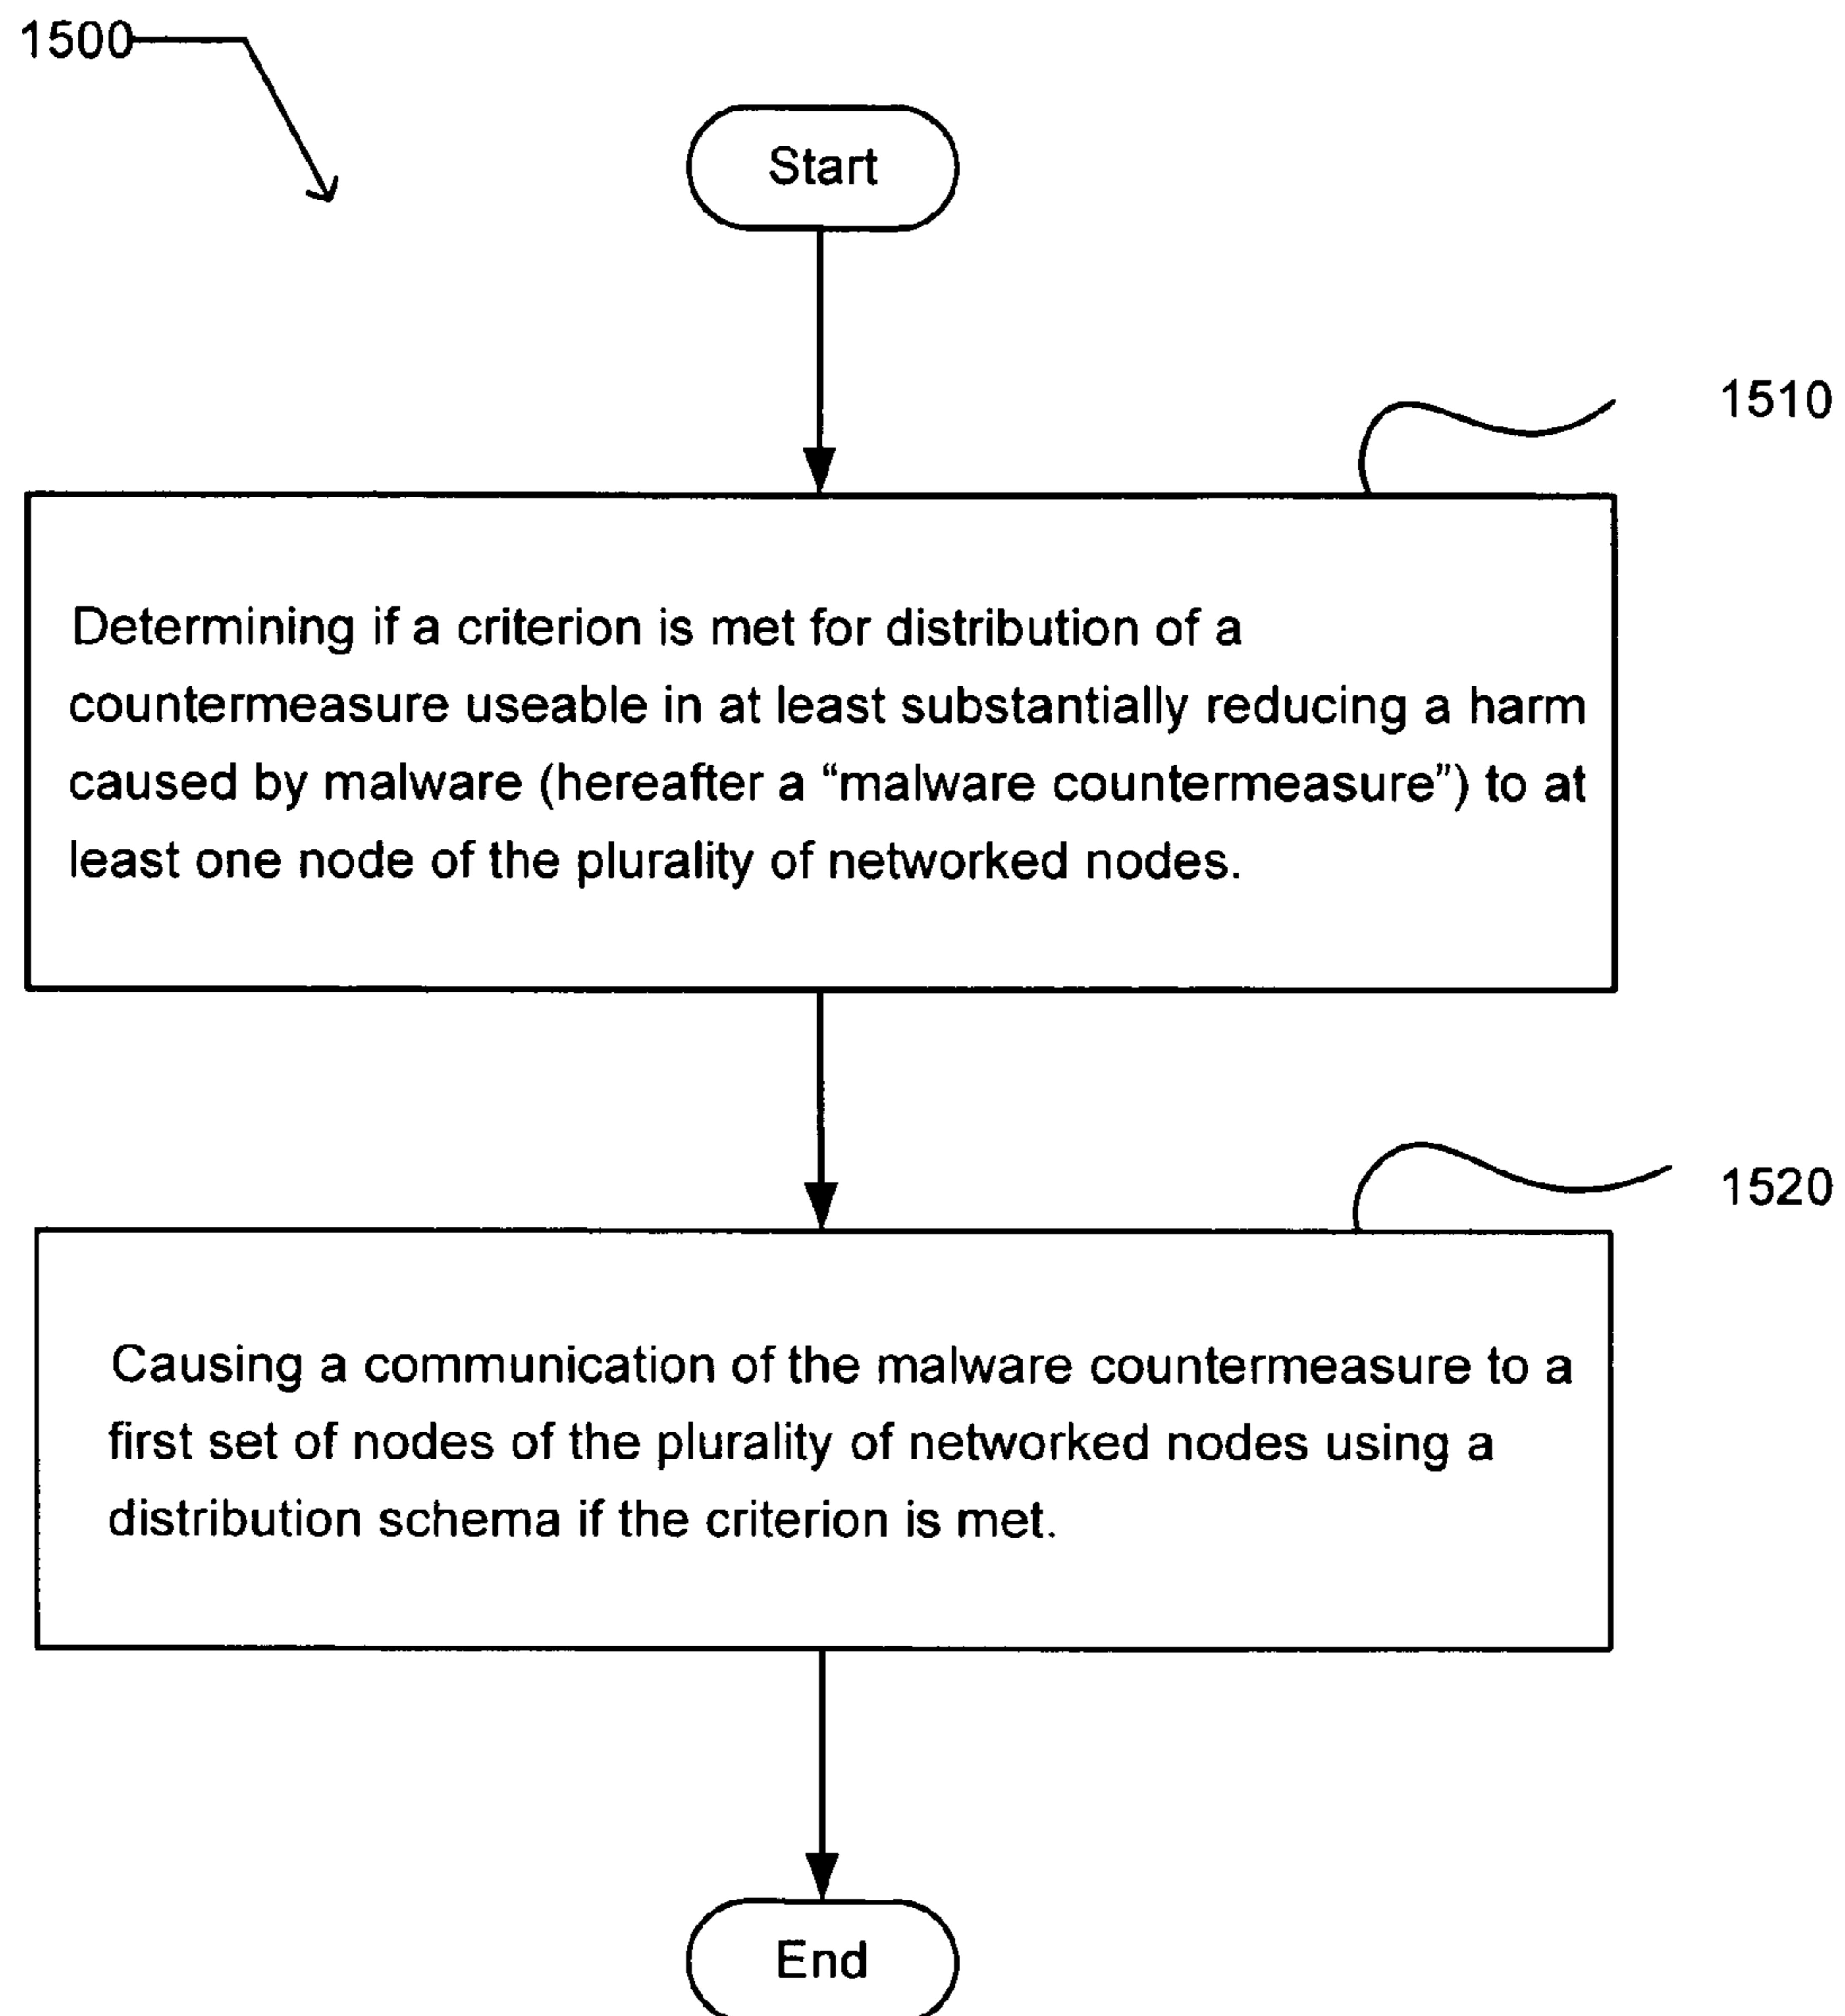 1500
Start
1510
Determining if a criterion is met for distribution of a
countermeasure useable in at least substantially reducing a harm
caused by malware (hereafter a “malware countermeasure”) to at
least one node of the plurality of networked nodes.
1520
Causing a communication of the malware countermeasure to a
first set of nodes of the plurality of networked nodes using a
distribution schema if the criterion is met.
End